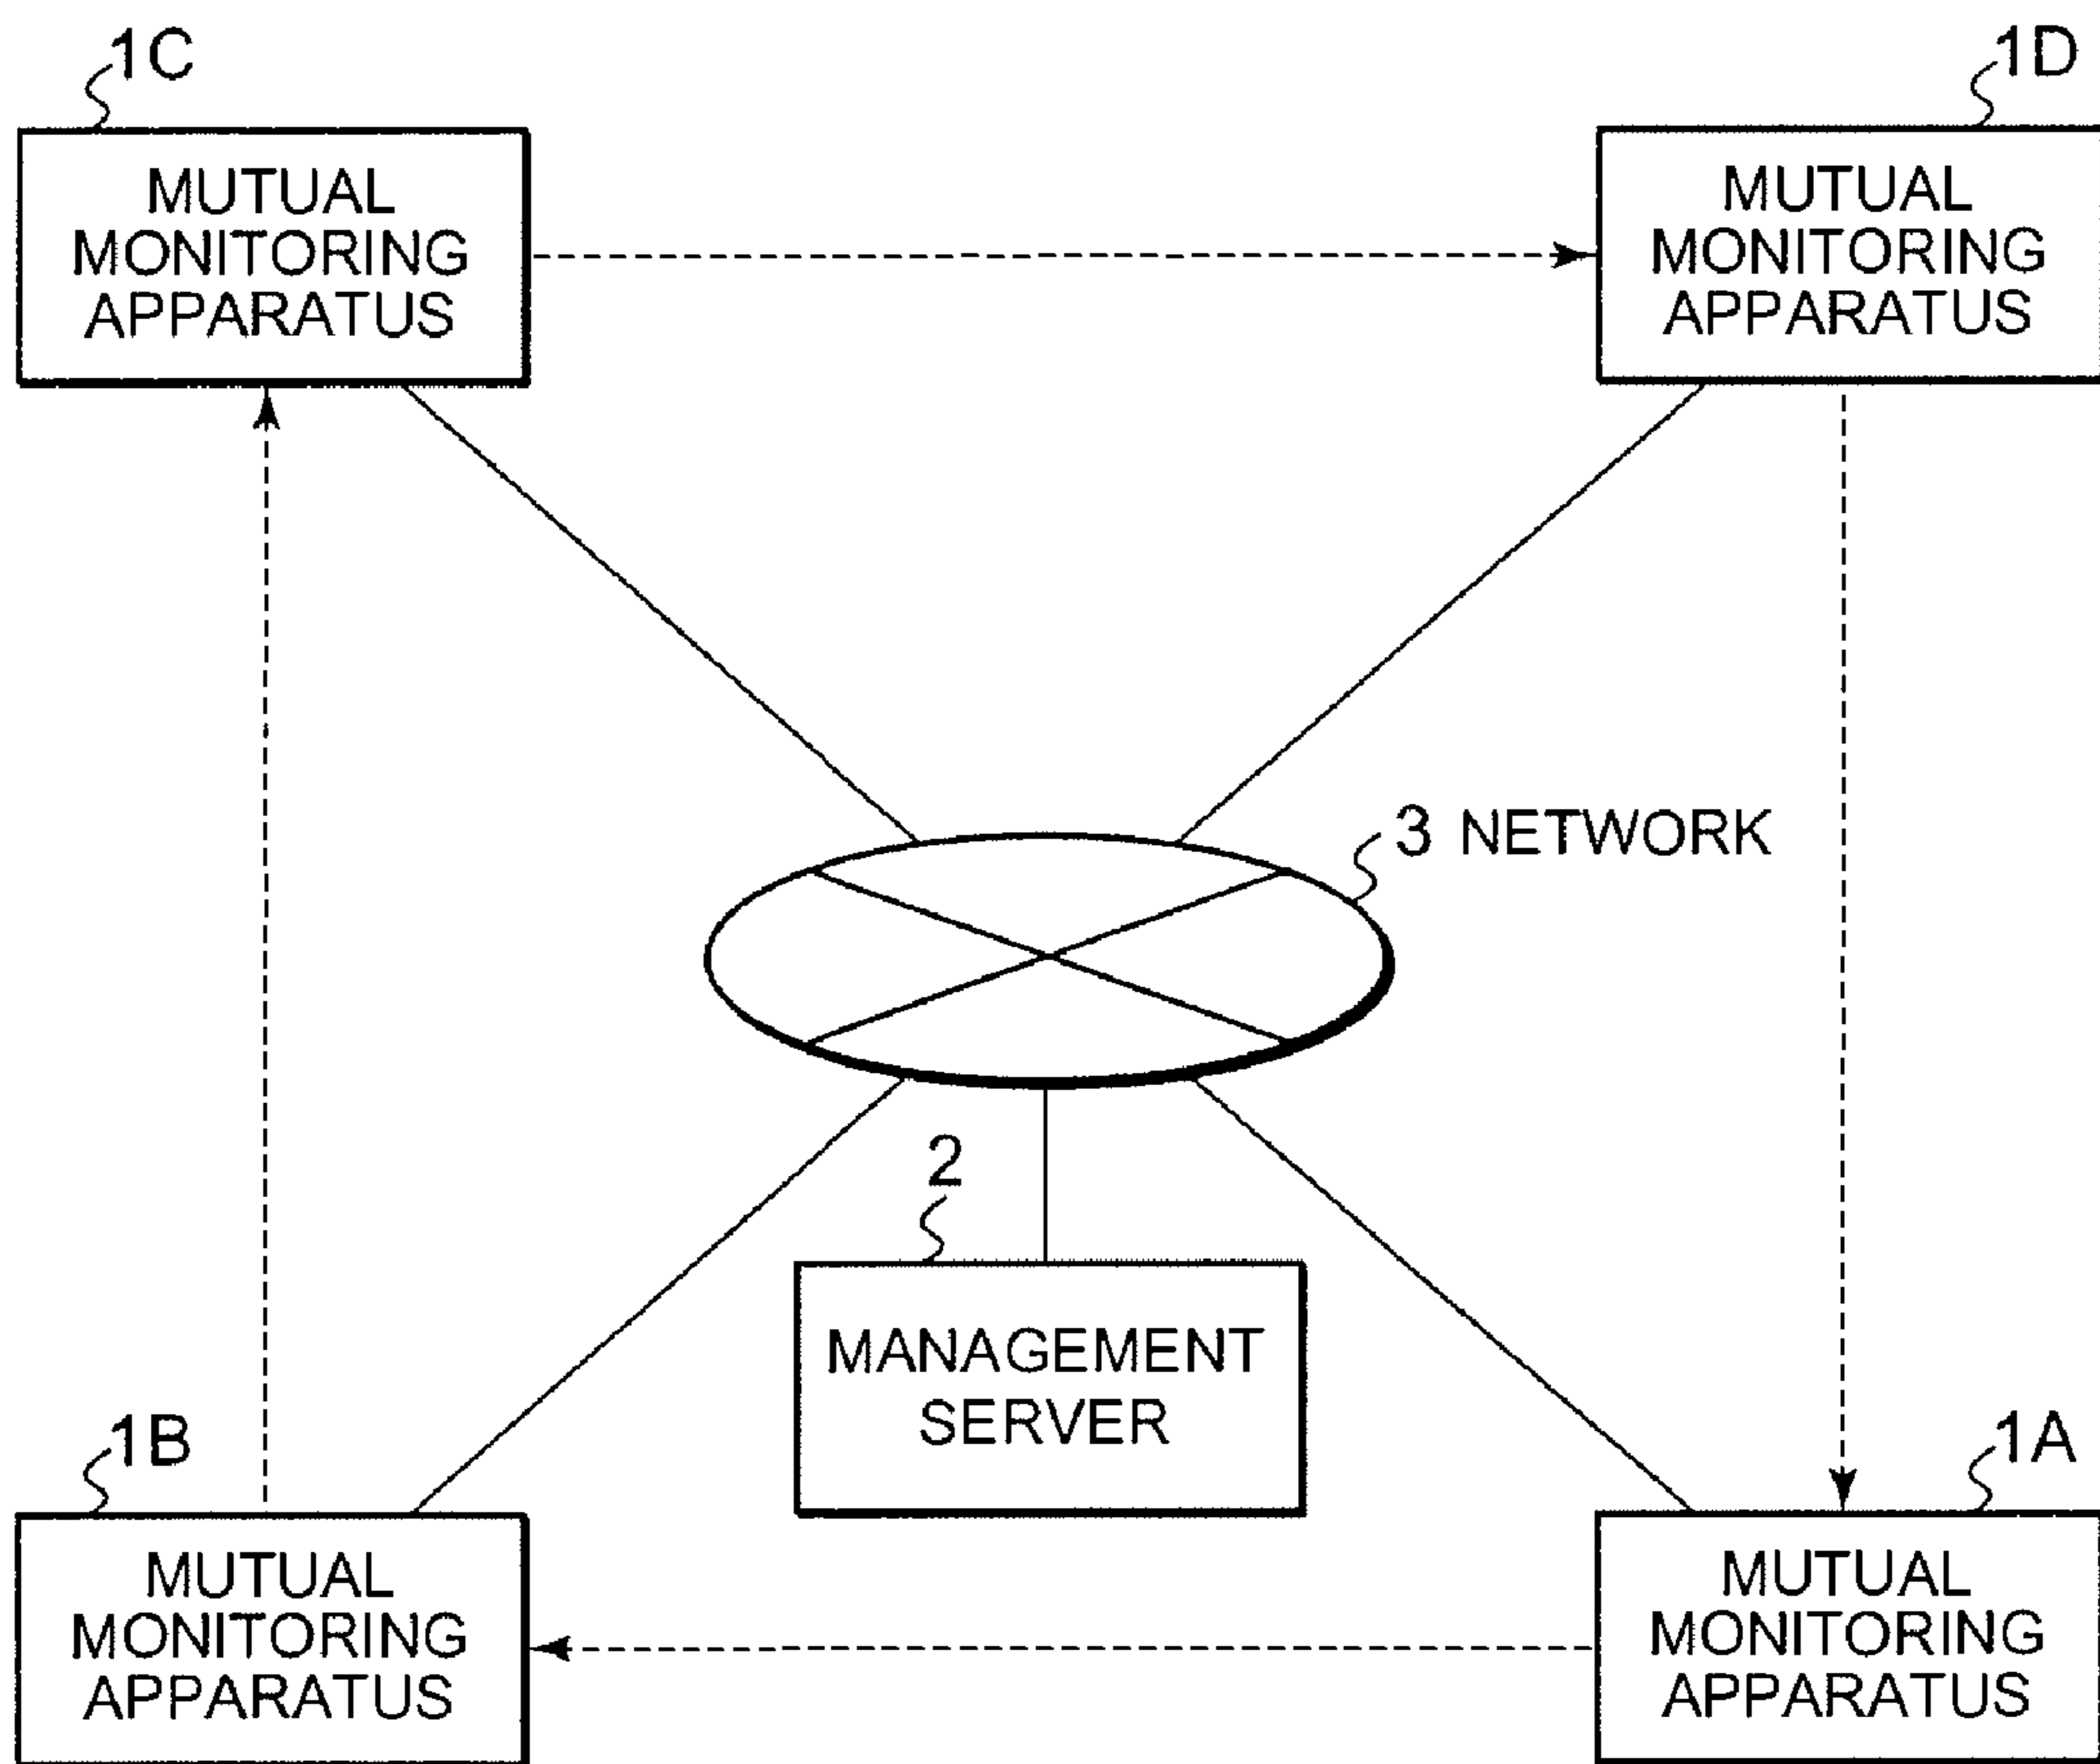 1C
1D
MUTUAL
MONITORING
APPARATUS
MUTUAL
MONITORING
APPARATUS
3 NETWORK
2
MANAGEMENT
SERVER
1B
1A
MUTUAL
MONITORING
APPARATUS
MUTUAL
MONITORING
APPARATUS